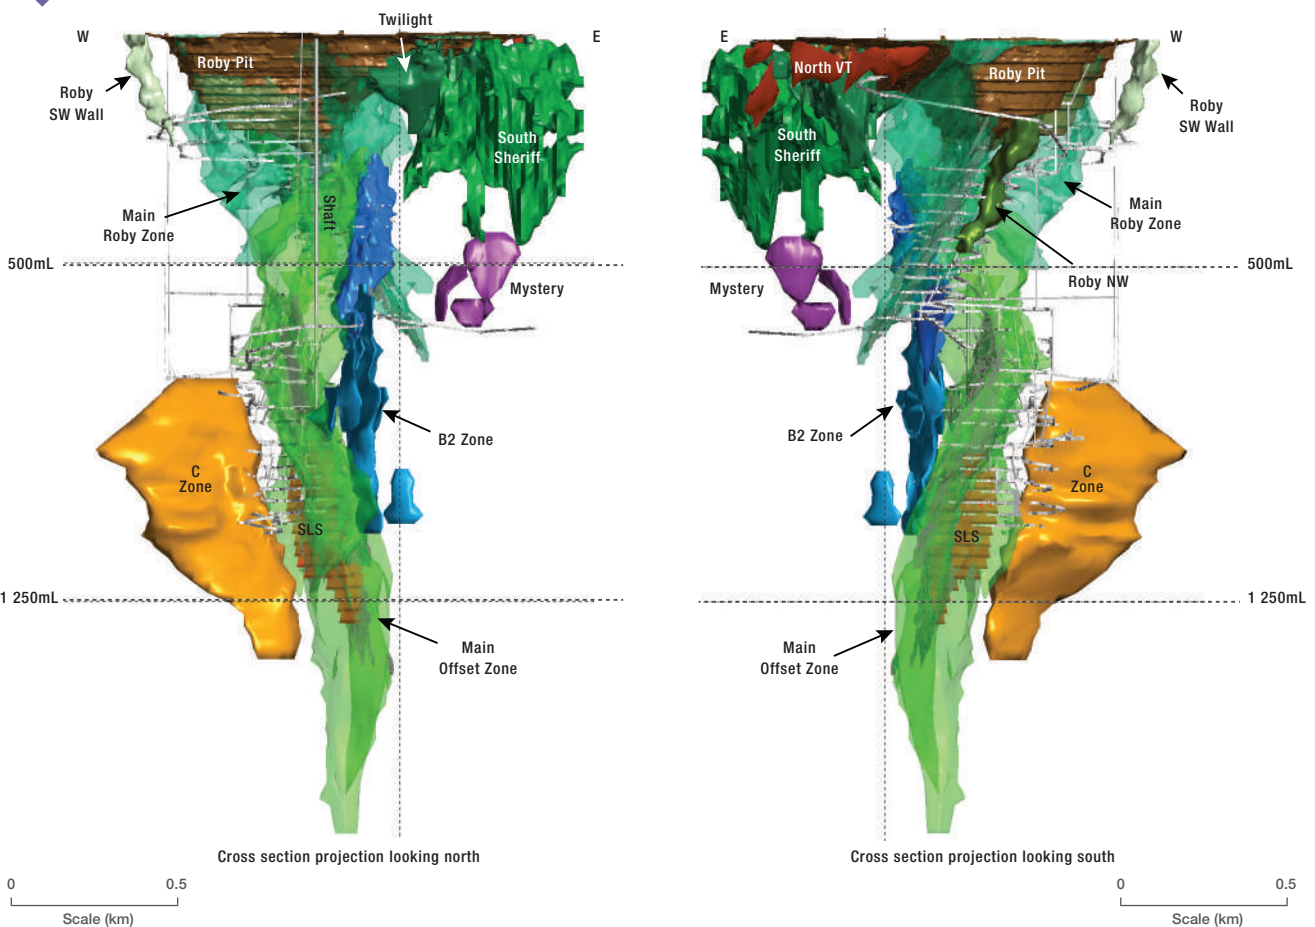 Twilight
W
E
Roby Pit
Roby
SW Wall
South
Sheriff
Shaft
Main
Roby Zone
500mL
Mystery
B2 Zone
C
Zone
SLS
1 250mL
Main
Offset Zone
Cross section projection looking north
0
0.5
Scale (km)
E
W
North VT
Roby Pit
Roby
SW Wall
South
Sheriff
Main
Roby Zone
500mL
Roby NW
Mystery
B2 Zone
C
Zone
SLS
1 250mL
Main
Offset Zone
Cross section projection looking south
0
0.5
Scale (km)